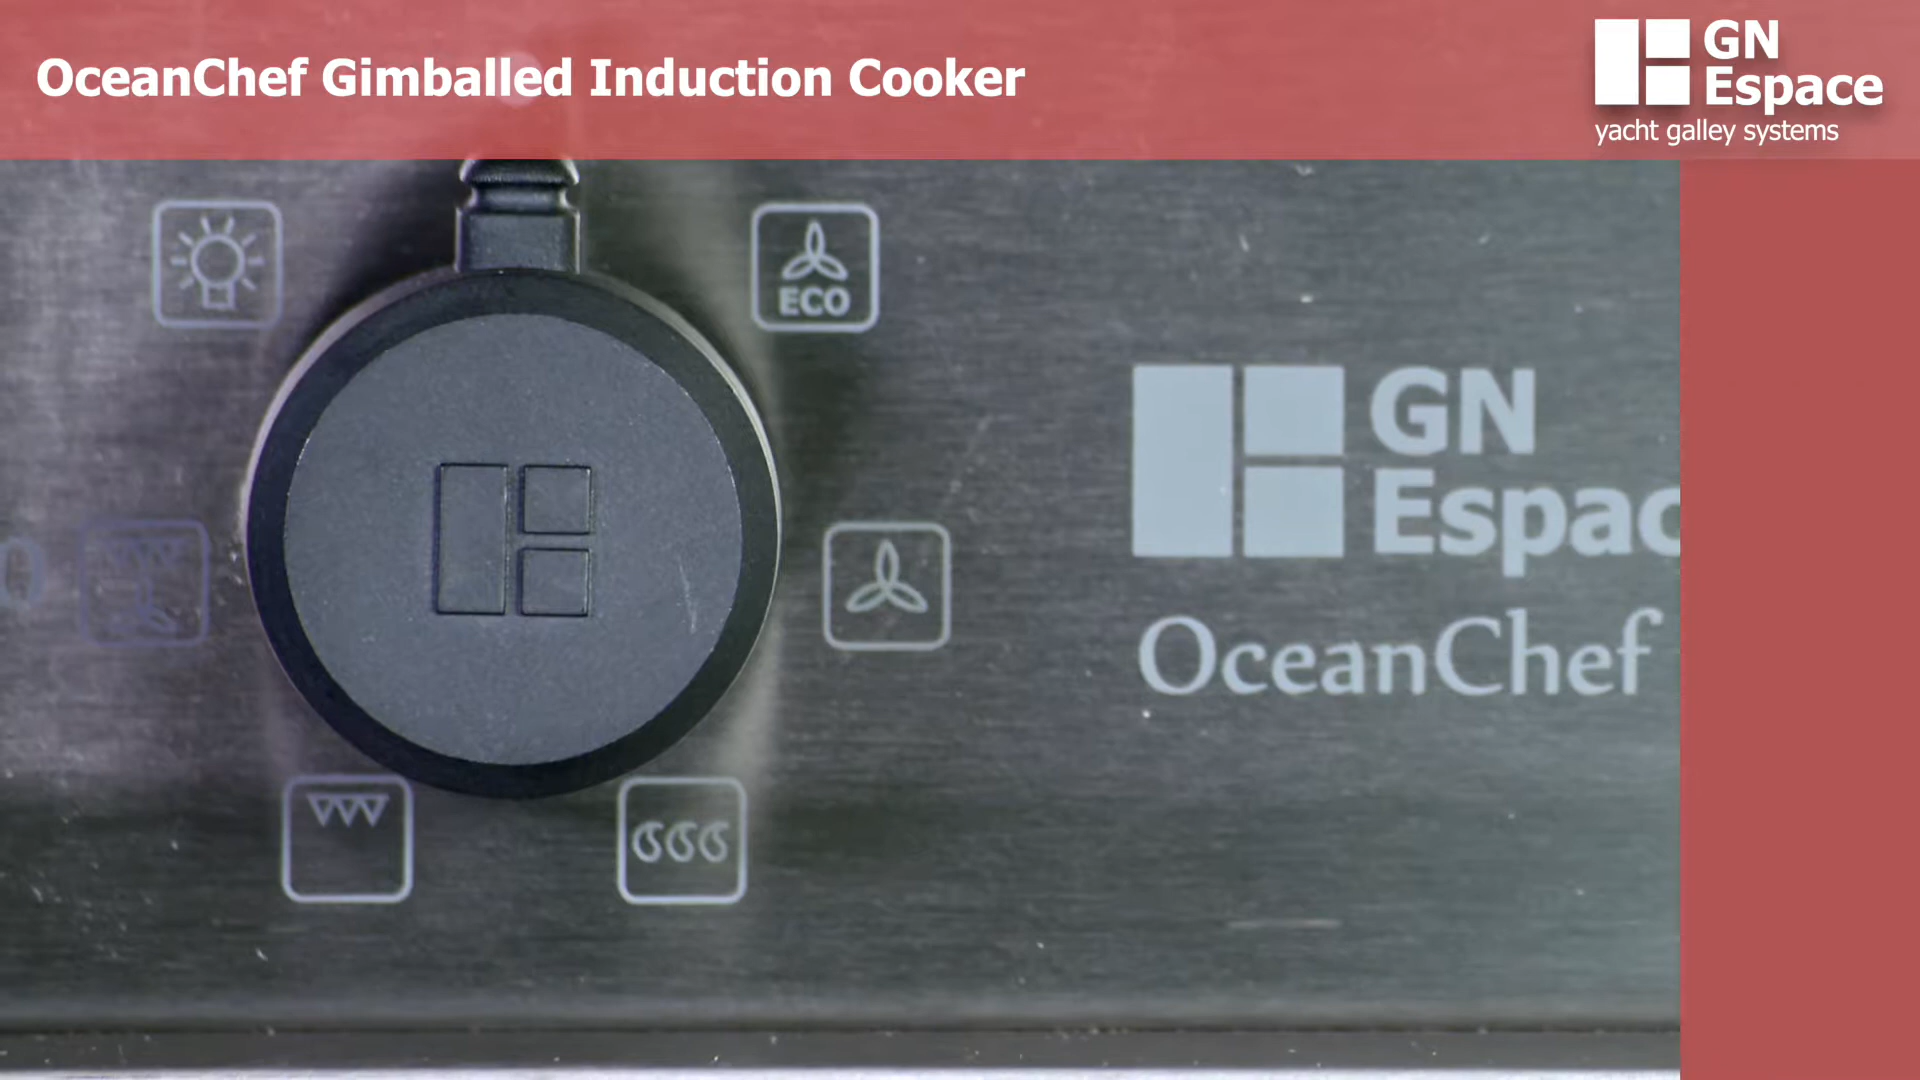 OceanChef Gimballed Induction Cooker
GN
Espace
yacht galley systems
ECO
GN
Espac
OceanChef